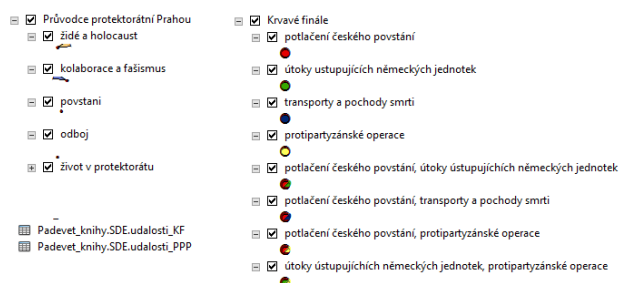 Průvodce protektorátní Prahou
židé a holocaust
kolaborace a fašismus
povstani
odboj
život v protektorátu
Padevet_knihy.SDE.udalosti_KF
Padevet_knihy.SDE.udalosti_PPP
Krvavé finále
potlačení českého povstání
útoky ustupujících německých jednotek
transporty a pochody smrti
protipartyzánské operace
potlačení českého povstání, útoky ústupujíchích německých jednotek
potlačení českého povstání, transporty a pochody smrti
potlačení českého povstání, protipartyzánské operace
útoky ústupujíchích německých jednotek, protipartyzánské operace